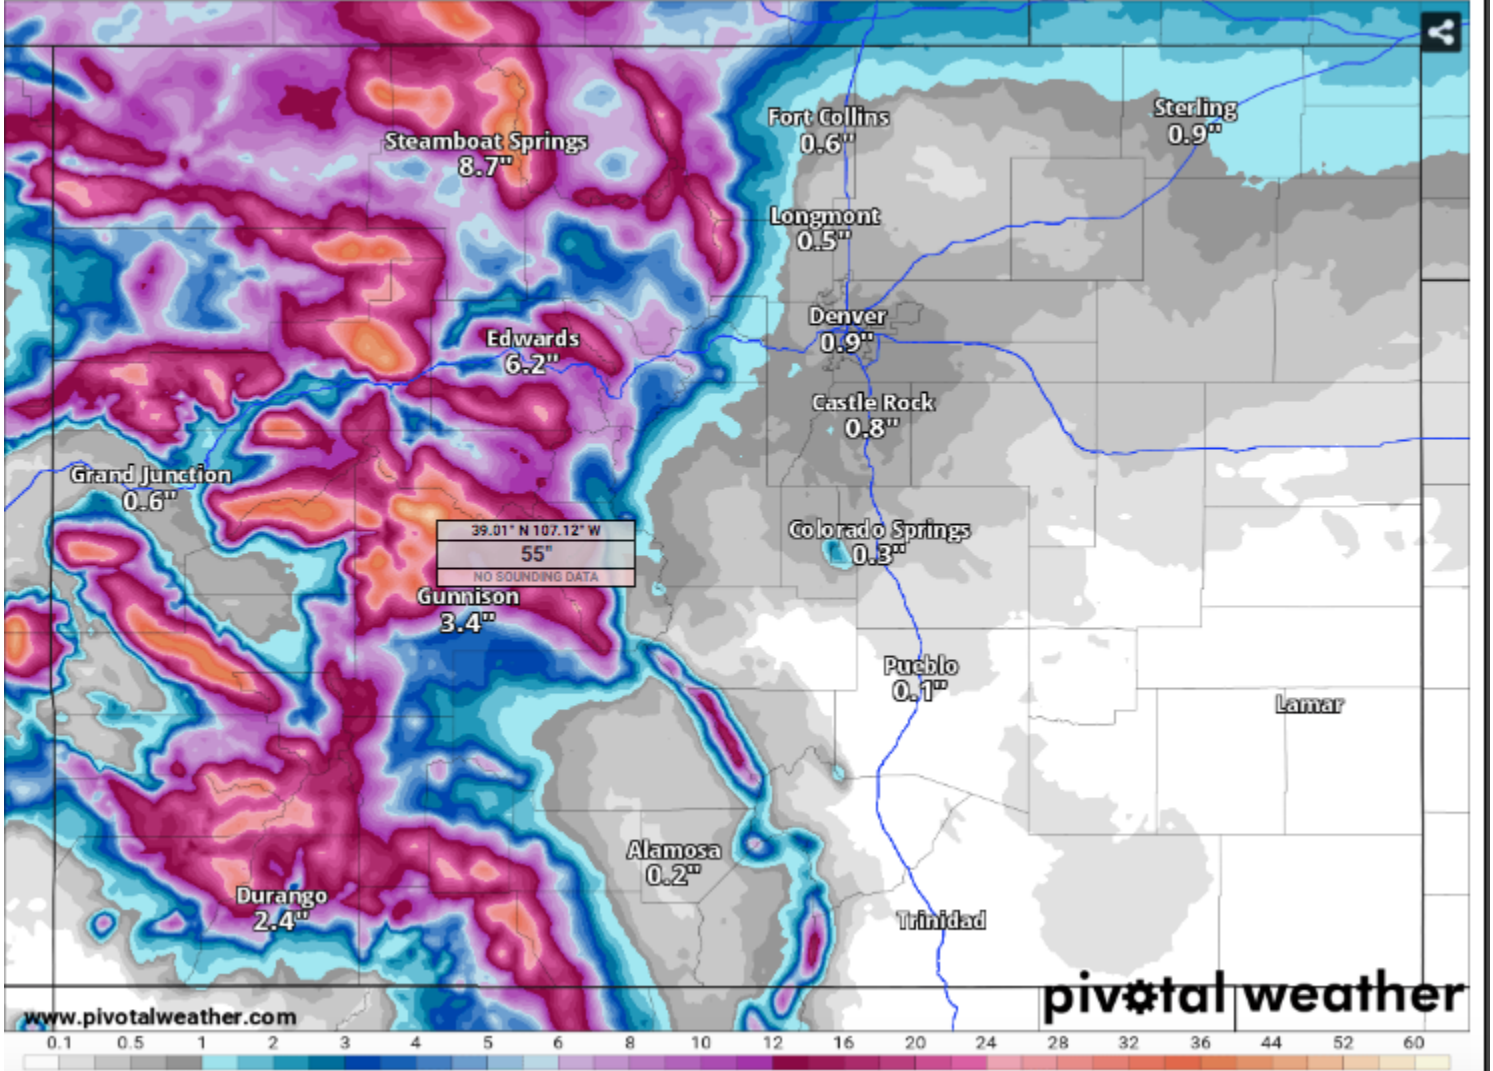 Fort Collins
0.6"
Sterling
0.9"
Steamboat Springs
8.7"
Longmont
0.5"
Denver
0.9"
Edwards
6.2"
Castle Rock
0.8"
Grand Junction
0.6"
39.01° N 107.12° W
55"
NO SOUNDING DATA
Colorado Springs
0.3"
Gunnison
3.4"
Pueblo
0.1"
Lamar
Alamosa
0.2"
Durango
2.4"
Trinidad
pivotal weather
www.pivotalweather.com
0.1 0.5 1 2 3 4 5 6 8 10 12 16 20 24 28 32 36 44 52 60